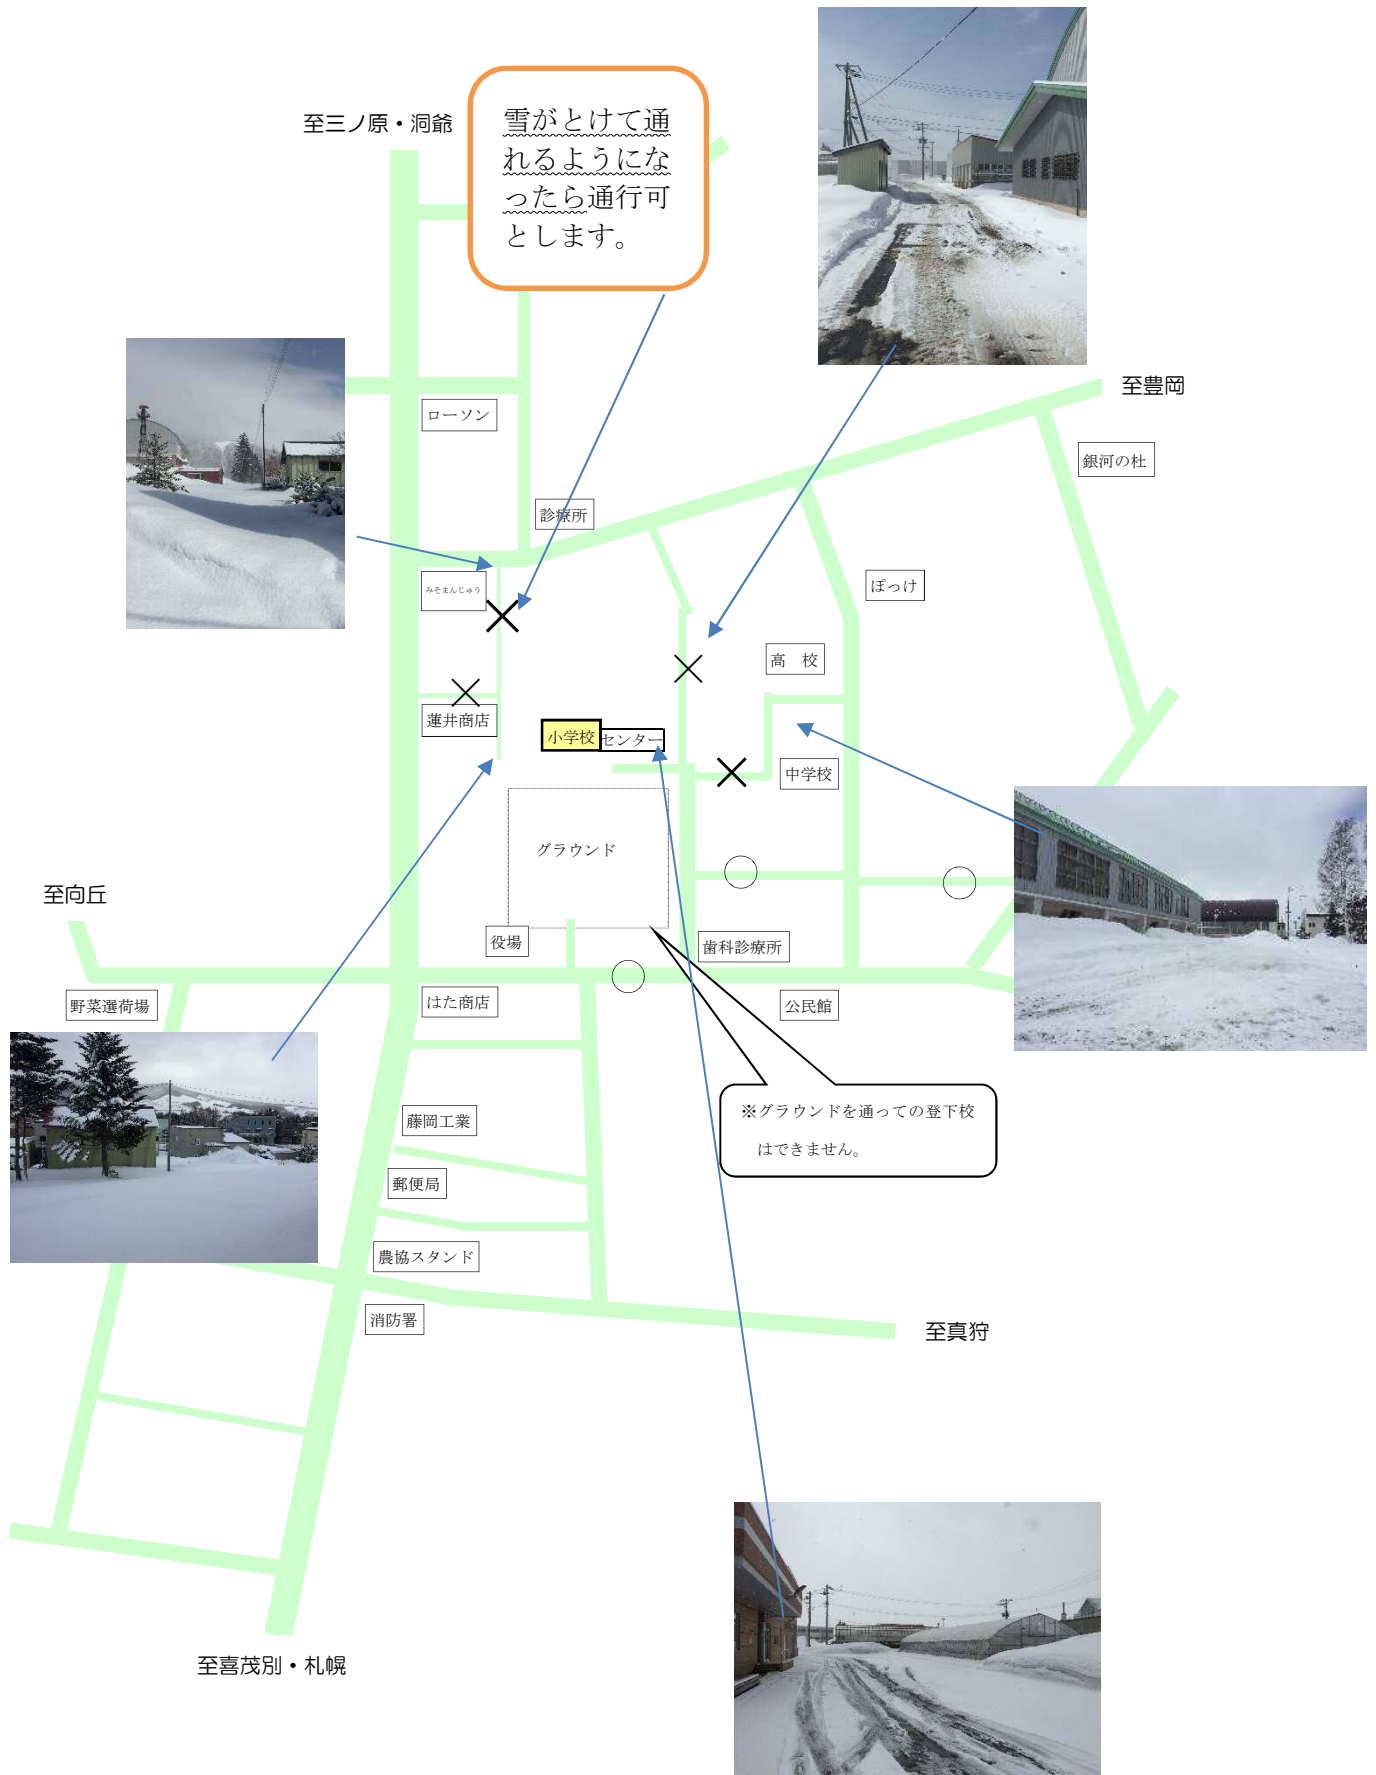 至三ノ原・洞爺
雪がとけて通
れるようにな
ったら通行可
とします。
至豊岡
ローソン
銀河の杜
診療所
みそまんじゅう
ぽっけ
高　校
蓮井商店
小学校
センター
中学校
グラウンド
至向丘
役場
歯科診療所
野菜選荷場
はた商店
公民館
※グラウンドを通っての登下校
はできません。
藤岡工業
郵便局
農協スタンド
消防署
至真狩
至喜茂別・札幌